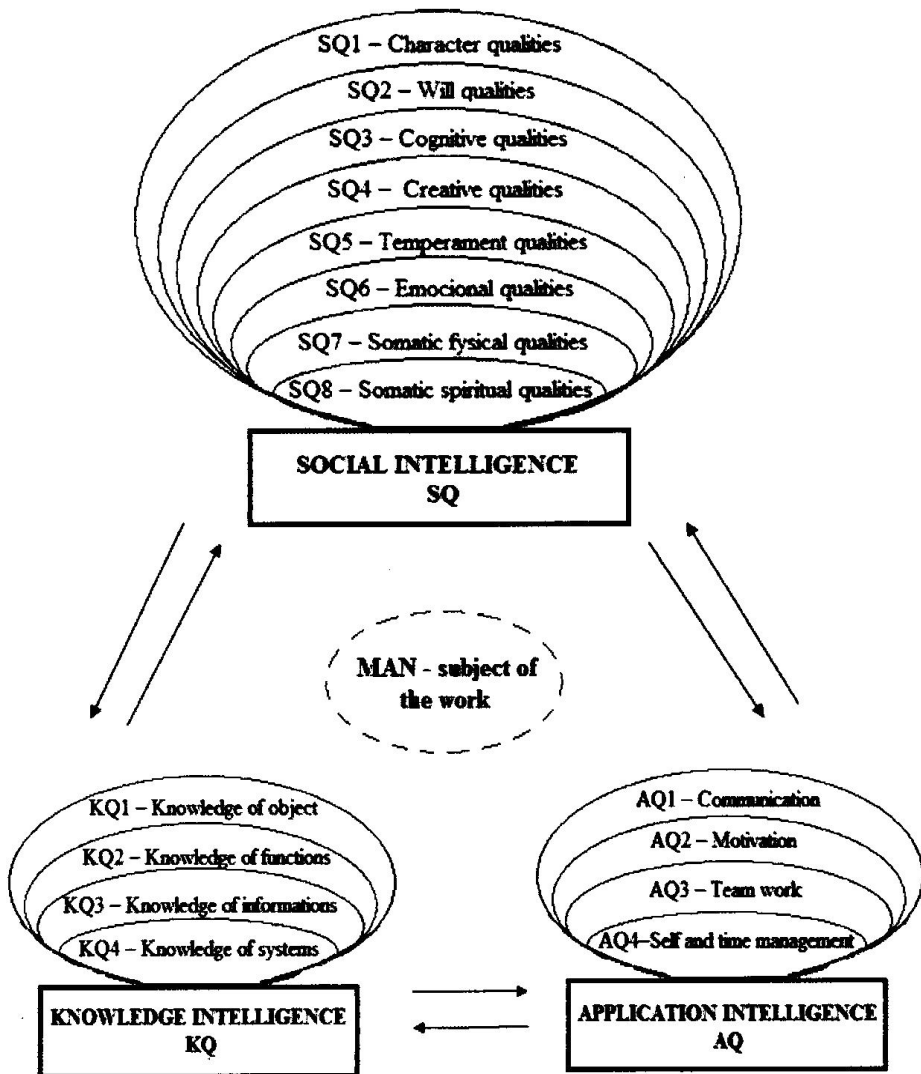 SQ1 – Character qualities
SQ2 – Will qualities
SQ3 – Cognitive qualities
SQ4 – Creative qualities
SQ5 – Temperament qualities
SQ6 – Emocional qualities
SQ7 – Somatic fysical qualities
SQ8 – Somatic spiritual qualities
SOCIAL INTELLIGENCE
SQ
MAN - subject of
the work
KQ1 – Knowledge of object
KQ2 – Knowledge of functions
KQ3 – Knowledge of informations
KQ4 – Knowledge of systems
KNOWLEDGE INTELLIGENCE
KQ
AQ1 – Communication
AQ2 – Motivation
AQ3 – Team work
AQ4–Self and time management
APPLICATION INTELLIGENCE
AQ